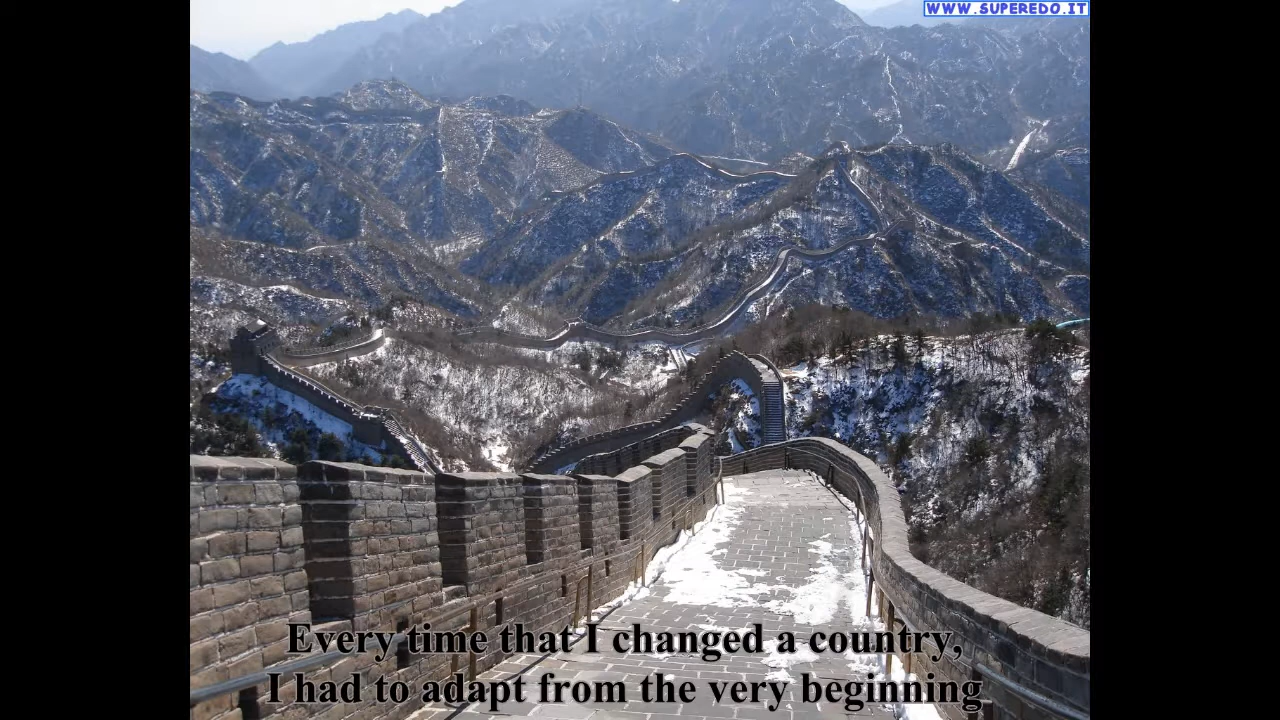 WWW.SUPEREDO.IT
Every time that I changed a country,
I had to adapt from the very beginning